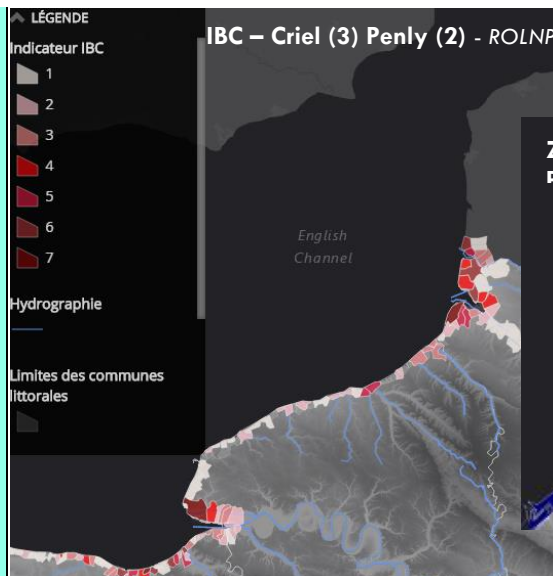 LÉGENDE
IBC – Criel (3) Penly (2) - ROLNP
Indicateur IBC
1
2
3
4
5
6
7
Hydrographie
Limites des communes
littorales
English
Channel